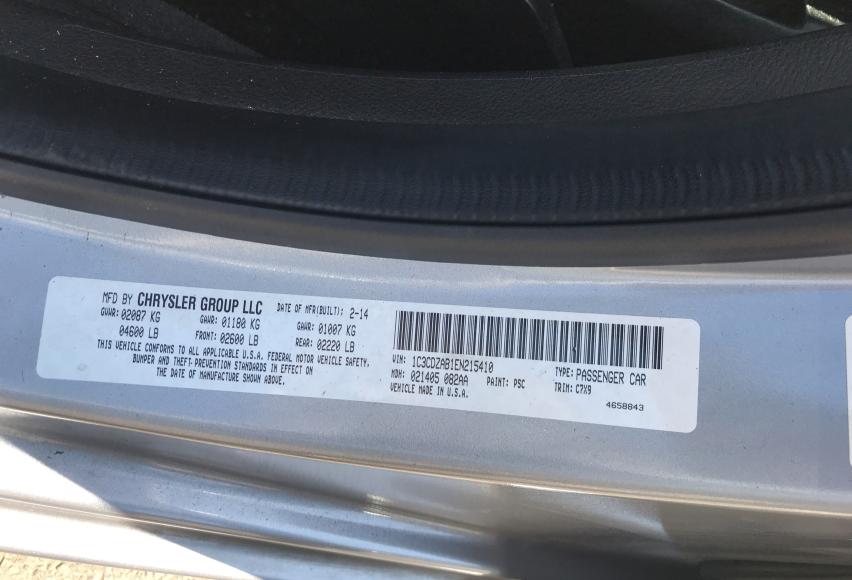 MFD BY CHRYSLER GROUP LLC DATE OF MFR(BUILT): 2-14
GVWR: 02087 KG GAWR: 01180 KG GAWR: 01007 KG
04600 LB FRONT: 02600 LB REAR: 02220 LB
THIS VEHICLE CONFORMS TO ALL APPLICABLE U.S.A. FEDERAL MOTOR VEHICLE SAFETY,
BUMPER AND THEFT-PREVENTION STANDARDS IN EFFECT ON
THE DATE OF MANUFACTURE SHOWN ABOVE.
VIN: 1C3CDZAB1EN215410 TYPE: PASSENGER CAR
MDH: 021405 082AA PAINT: PSC TRIM: C7X9
VEHICLE MADE IN U.S.A.
4658843